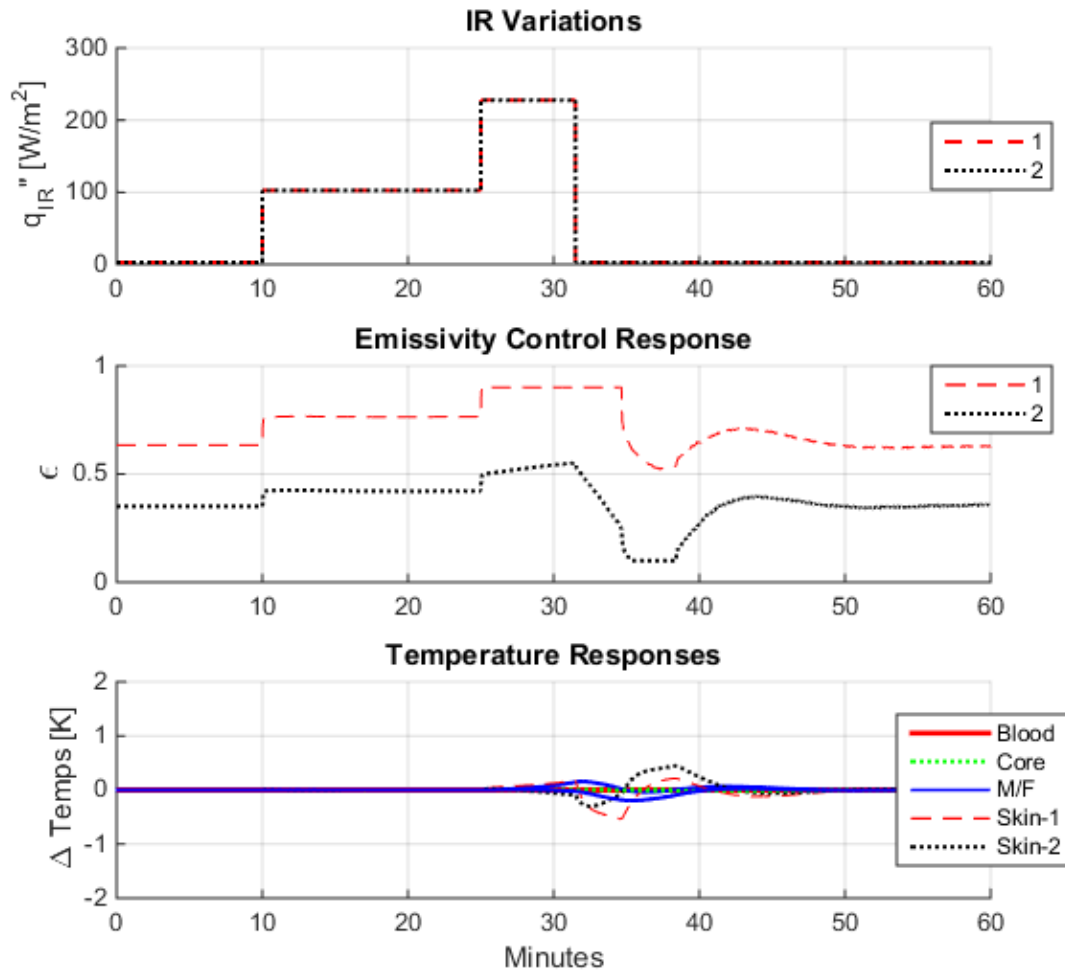 IR Variations
300
200
100
0
q_IR" [W/m²]
0 10 20 30 40 50 60
1
2
Emissivity Control Response
1
0.5
0
ϵ
0 10 20 30 40 50 60
1
2
Temperature Responses
2
1
0
-1
-2
Δ Temps [K]
0 10 20 30 40 50 60
Minutes
Blood
Core
M/F
Skin-1
Skin-2